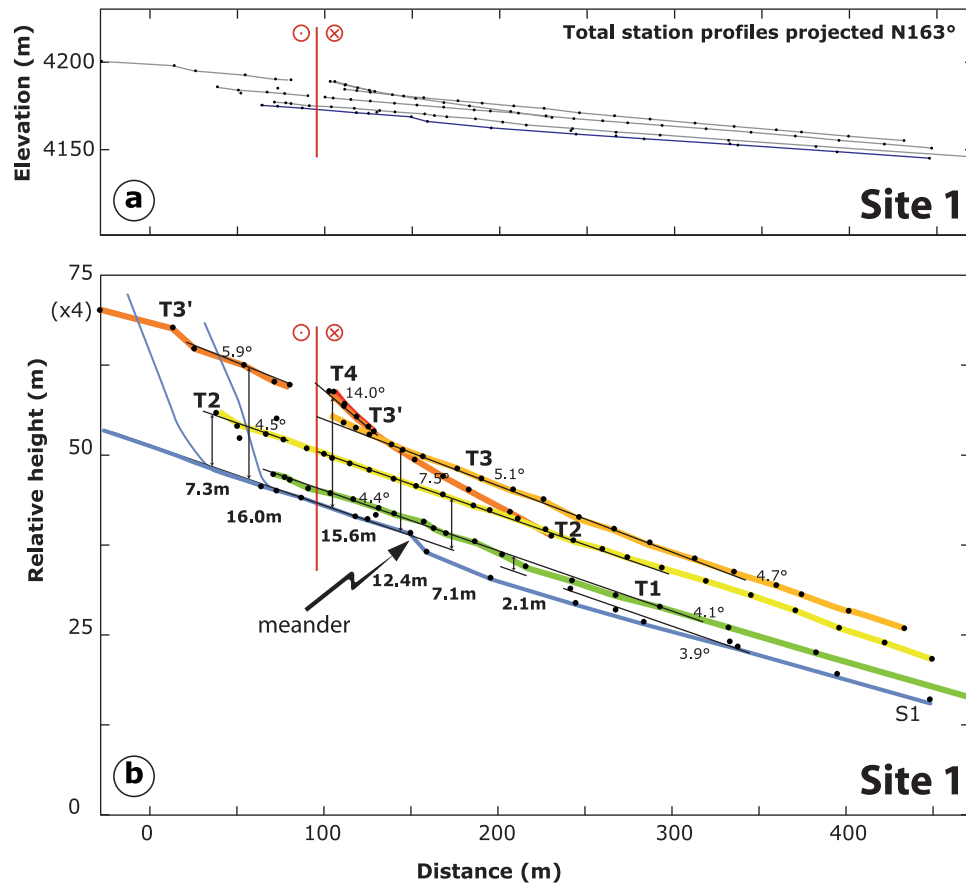 Total station profiles projected N163°
Elevation (m)
4200
4150
a
Site 1
75
(x4)
50
25
0
Relative height (m)
T3'
5.9°
T4
14.0°
T3'
T2
4.5°
T3
5.1°
7.5°
7.3m
4.4°
T2
16.0m
15.6m
12.4m
7.1m
2.1m
T1
4.7°
4.1°
3.9°
meander
S1
b
Site 1
0
100
200
300
400
Distance (m)